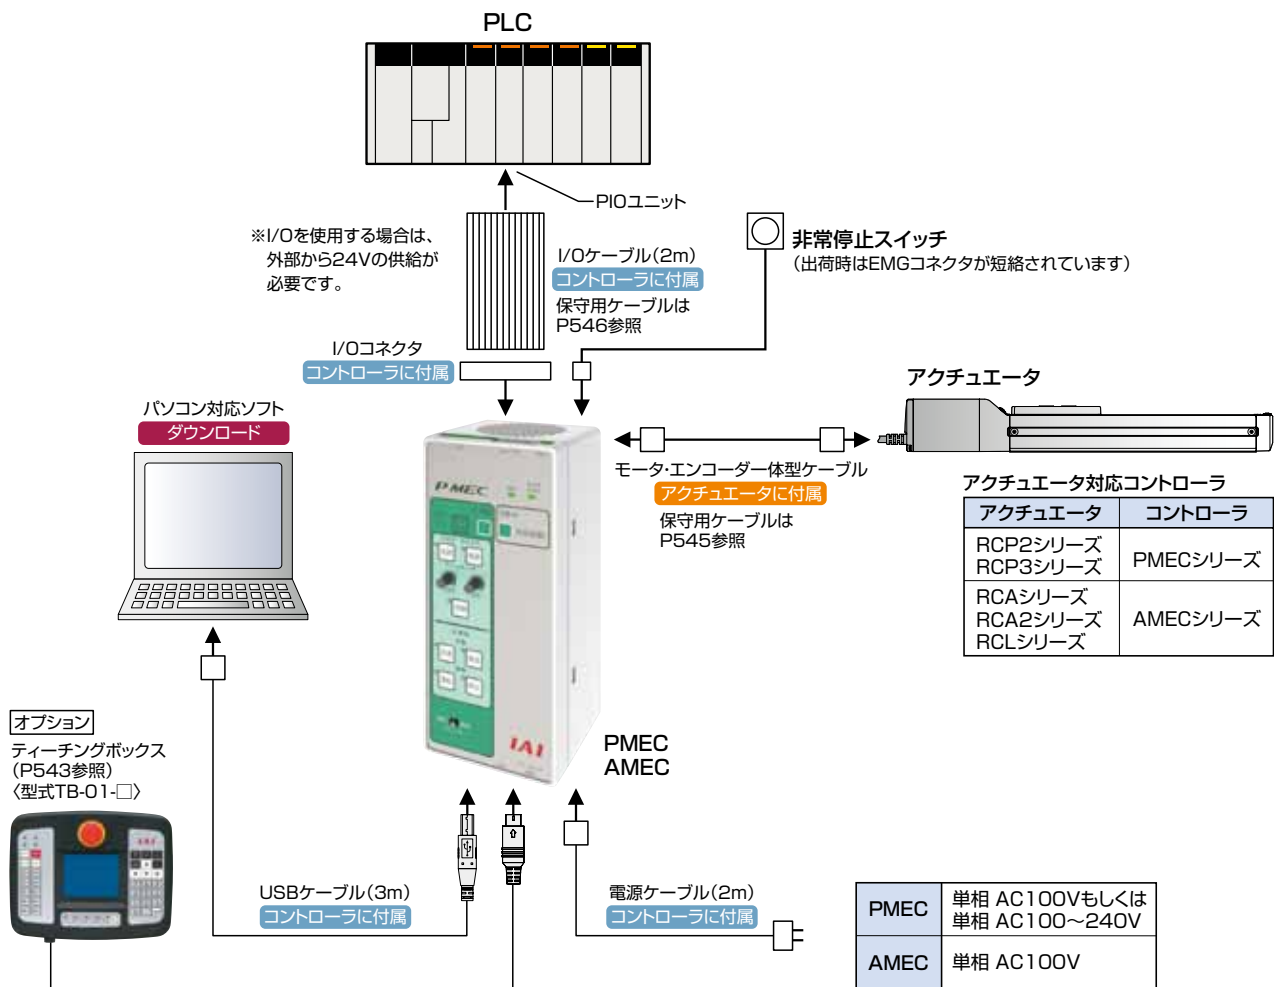 PLC
PIOユニット
※I/Oを使用する場合は、
外部から24Vの供給が
必要です。
I/Oケーブル(2m)
コントローラに付属
保守用ケーブルは
P546参照
非常停止スイッチ
(出荷時はEMGコネクタが短絡されています)
I/Oコネクタ
コントローラに付属
パソコン対応ソフト
ダウンロード
アクチュエータ
モータ・エンコーダ一体型ケーブル
アクチュエータに付属
保守用ケーブルは
P545参照
アクチュエータ対応コントローラ
アクチュエータ コントローラ
RCP2シリーズ
RCP3シリーズ
PMECシリーズ
RCAシリーズ
RCA2シリーズ
RCLシリーズ
AMECシリーズ
PMEC
IAI
PMEC
AMEC
オプション
ティーチングボックス
(P543参照)
〈型式TB-01-□〉
IAI
USBケーブル(3m)
コントローラに付属
電源ケーブル(2m)
コントローラに付属
PMEC
単相 AC100Vもしくは
単相 AC100〜240V
AMEC
単相 AC100V